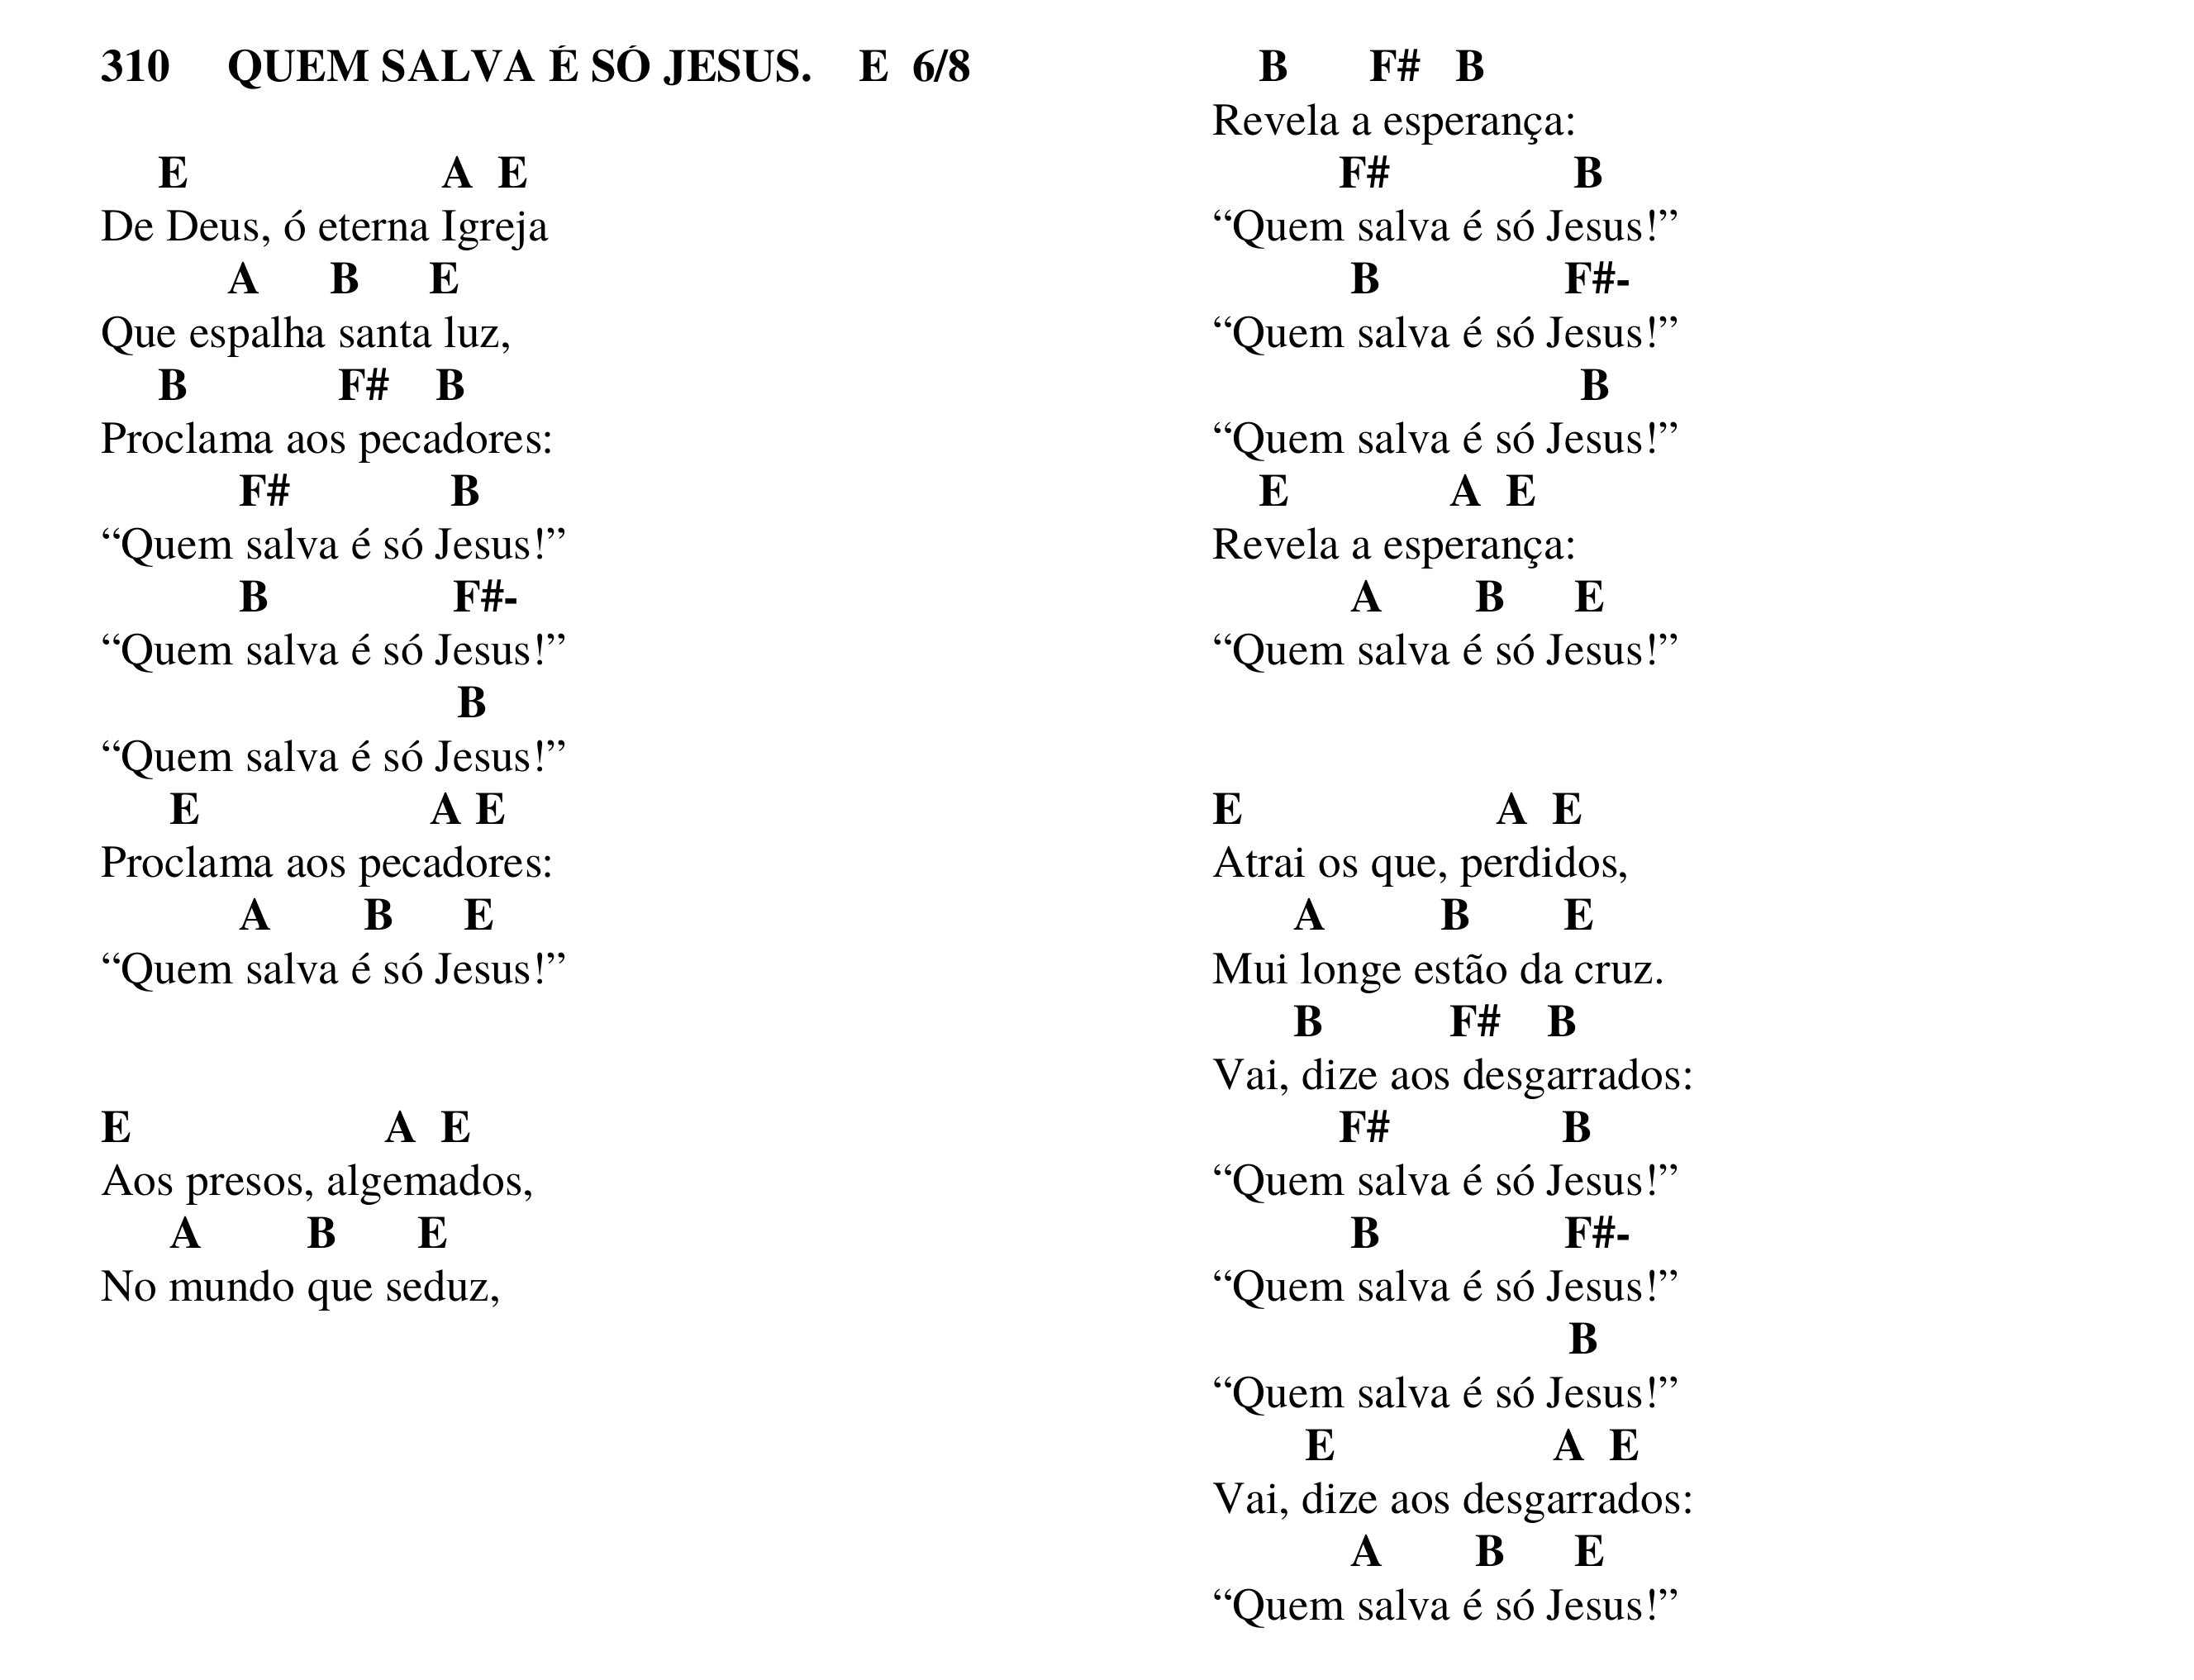 310 QUEM SALVA É SÓ JESUS. E 6/8
E A E
De Deus, ó eterna Igreja
A B E
Que espalha santa luz,
B F# B
Proclama aos pecadores:
F# B
“Quem salva é só Jesus!”
B F#-
“Quem salva é só Jesus!”
B
“Quem salva é só Jesus!”
E A E
Proclama aos pecadores:
A B E
“Quem salva é só Jesus!”
E A E
Aos presos, algemados,
A B E
No mundo que seduz,
B F# B
Revela a esperança:
F# B
“Quem salva é só Jesus!”
B F#-
“Quem salva é só Jesus!”
B
“Quem salva é só Jesus!”
E A E
Revela a esperança:
A B E
“Quem salva é só Jesus!”
E A E
Atrai os que, perdidos,
A B E
Mui longe estão da cruz.
B F# B
Vai, dize aos desgarrados:
F# B
“Quem salva é só Jesus!”
B F#-
“Quem salva é só Jesus!”
B
“Quem salva é só Jesus!”
E A E
Vai, dize aos desgarrados:
A B E
“Quem salva é só Jesus!”